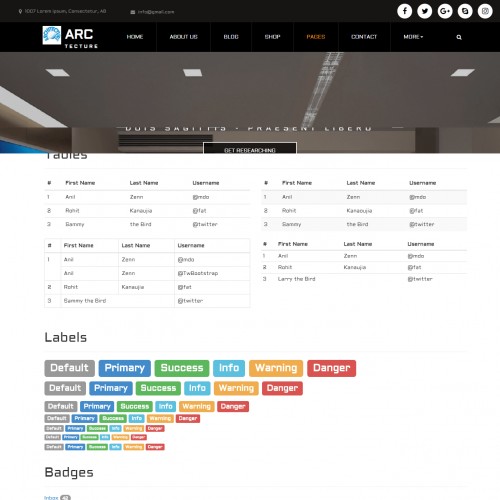 1007 Lorem ipsum, Consectetur, AB info@gmail.com
ARC
TECTURE
HOME ABOUT US BLOG SHOP PAGES CONTACT MORE
DUIS SAGITTIS - PRAESENT LIBERO
GET RESEARCHING
Tables
# First Name Last Name Username
1 Anil Zenn @mdo
2 Rohit Kanaujia @fat
3 Sammy the Bird @twitter
# First Name Last Name Username
1 Anil Zenn @mdo
2 Rohit Kanaujia @fat
3 Sammy the Bird @twitter
# First Name Last Name Username
1 Anil Zenn @mdo
Anil Zenn @TwBootstrap
2 Rohit Kanaujia @fat
3 Sammy the Bird @twitter
# First Name Last Name Username
1 Anil Zenn @mdo
2 Rohit Kanaujia @fat
3 Larry the Bird @twitter
Labels
Default Primary Success Info Warning Danger
Default Primary Success Info Warning Danger
Default Primary Success Info Warning Danger
Default Primary Success Info Warning Danger
Default Primary Success Info Warning Danger
Default Primary Success Info Warning Danger
Default Primary Success Info Warning Danger
Badges
Inbox 42